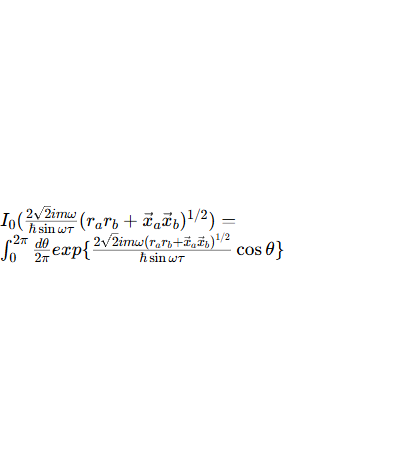 I_0(\frac{2\sqrt{2}im\omega}{\hbar \sin \omega\tau}(r_a r_b + \vec{x}_a \vec{x}_b)^{1/2}) =
\int_0^{2\pi} \frac{d\theta}{2\pi} exp\{\frac{2\sqrt{2}im\omega(r_a r_b + \vec{x}_a \vec{x}_b)^{1/2}}{\hbar \sin \omega\tau} \cos \theta\}